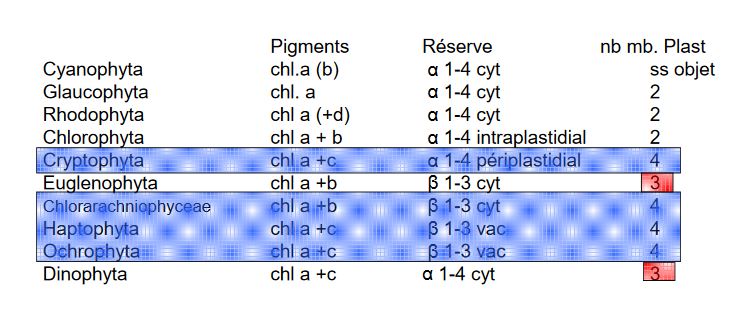 Pigments Réserve nb mb. Plast
Cyanophyta chl.a (b) α 1-4 cyt ss objet
Glaucophyta chl. a α 1-4 cyt 2
Rhodophyta chl a (+d) α 1-4 cyt 2
Chlorophyta chl a + b α 1-4 intraplastidial 2
Cryptophyta chl a +c α 1-4 périplastidial 4
Euglenophyta chl a +b β 1-3 cyt 3
Chlorarachniophyceae chl a +b β 1-3 cyt 4
Haptophyta chl a +c β 1-3 vac 4
Ochrophyta chl a +c β 1-3 vac 4
Dinophyta chl a +c α 1-4 cyt 3